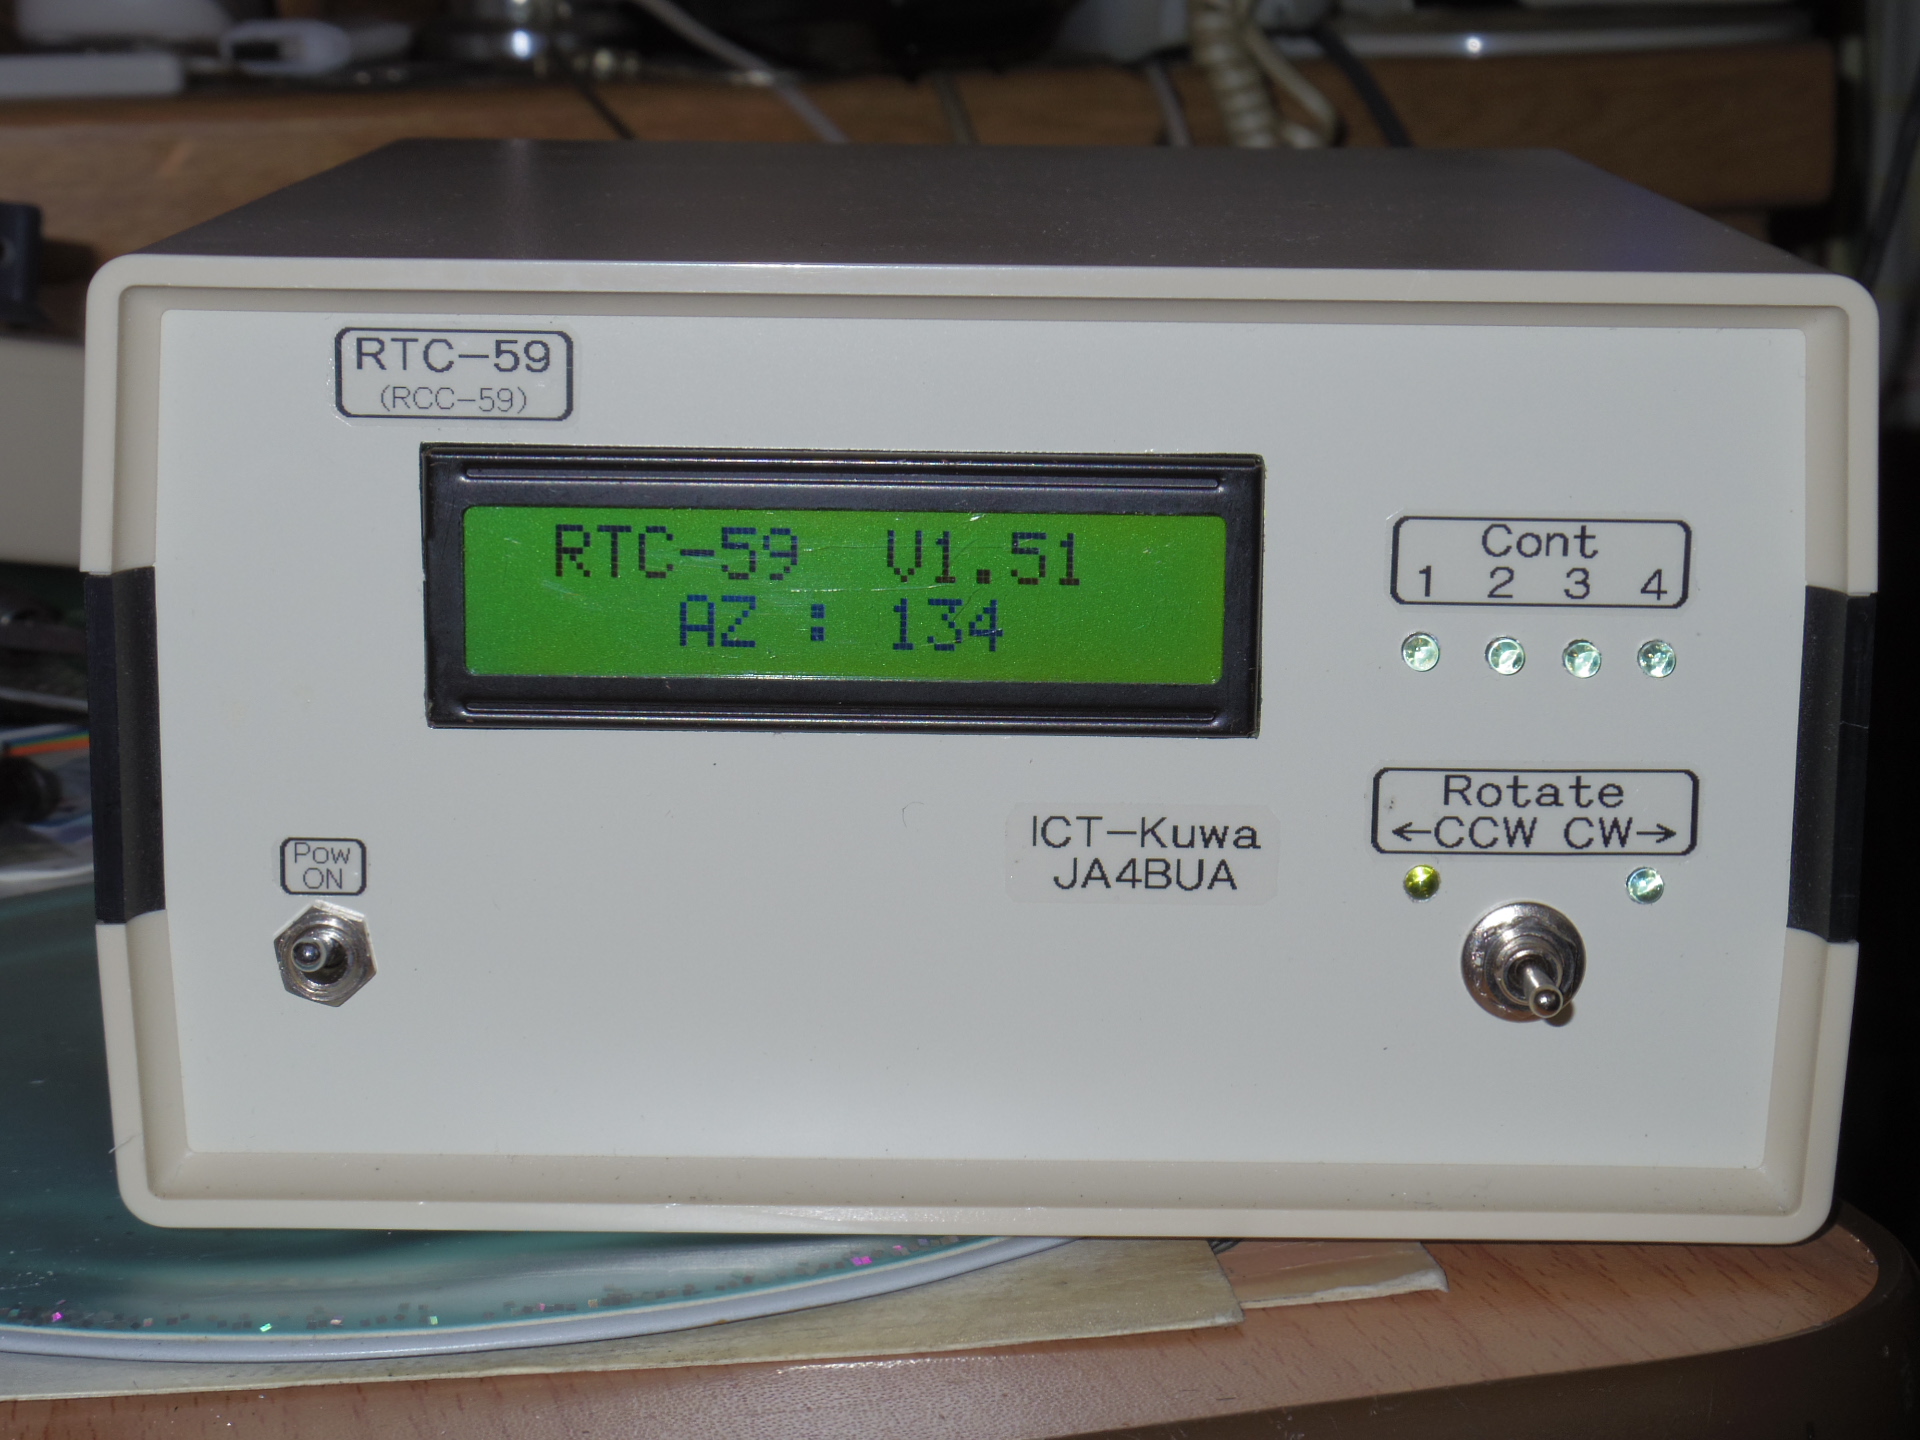 RTC-59
(RCC-59)
RTC-59 V1.51
AZ : 134
Cont
1 2 3 4
Rotate
←CCW CW→
ICT-Kuwa
JA4BUA
Pow
ON